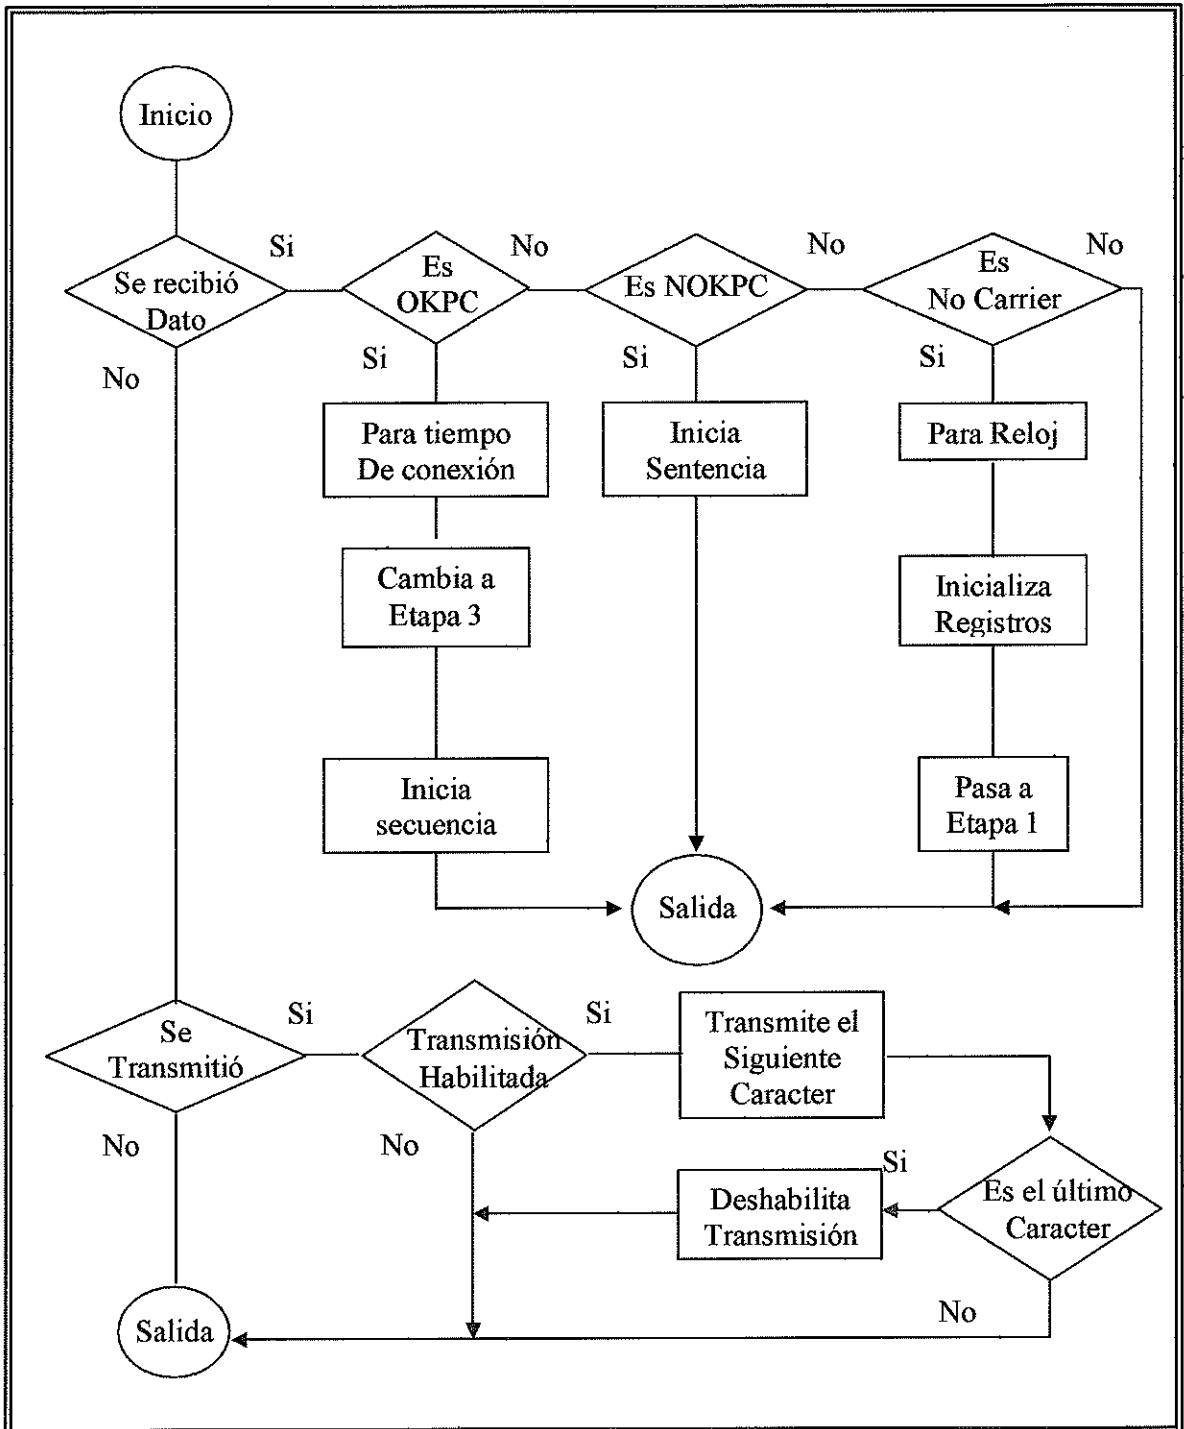 Inicio
Si
No
No
No
Se recibió
Dato
Es
OKPC
Es NOKPC
Es
No Carrier
No
Si
Si
Si
Para tiempo
De conexión
Inicia
Sentencia
Para Reloj
Cambia a
Etapa 3
Inicializa
Registros
Inicia
secuencia
Pasa a
Etapa 1
Salida
Se
Transmitió
Si
Transmisión
Habilitada
Si
Transmite el
Siguiente
Caracter
No
No
Si
Deshabilita
Transmisión
Es el último
Caracter
No
Salida